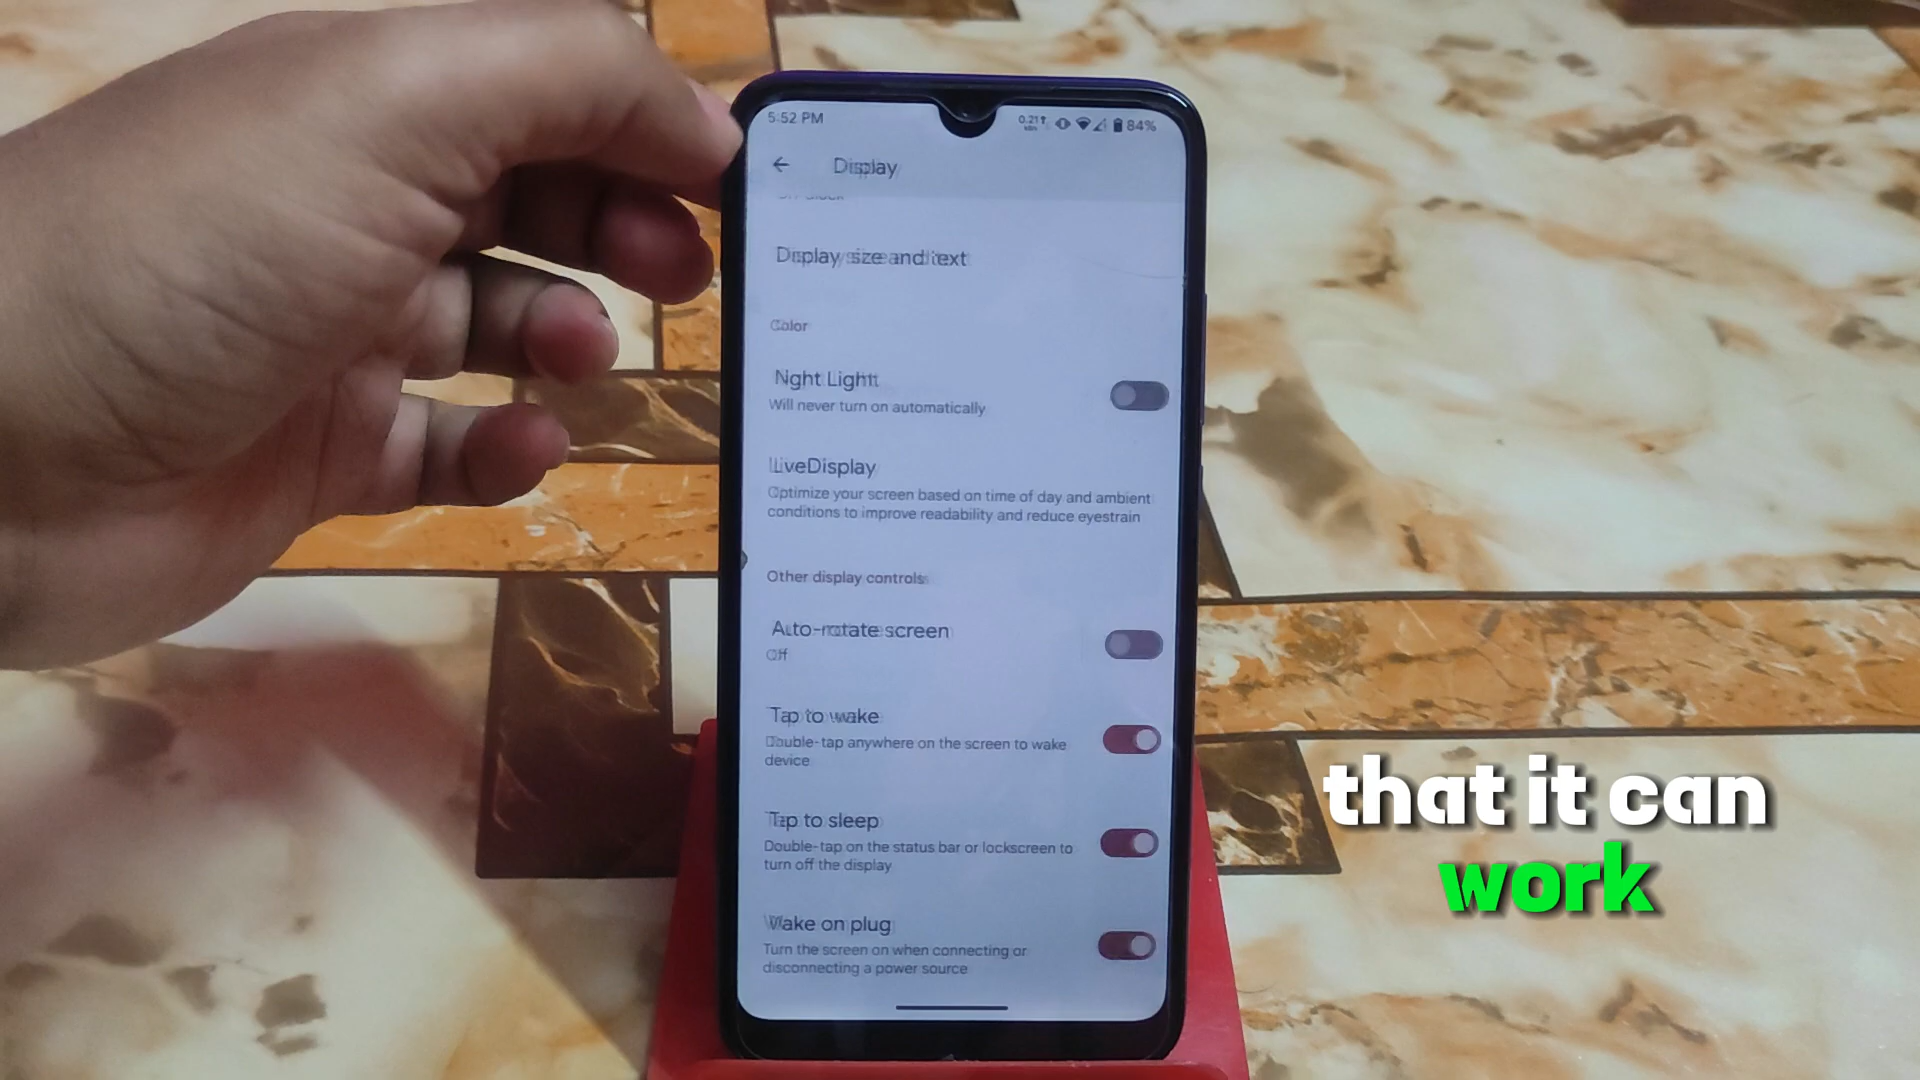 5:52 PM
0.21↑
84%
Display
Display size and text
Color
Night Light
Will never turn on automatically
LiveDisplay
Optimize your screen based on time of day and ambient
conditions to improve readability and reduce eyestrain
Other display controls
Auto-rotate screen
Off
Tap to wake
Double-tap anywhere on the screen to wake
device
Tap to sleep
Double-tap on the status bar or lockscreen to
turn off the display
Wake on plug
Turn the screen on when connecting or
disconnecting a power source
that it can
work